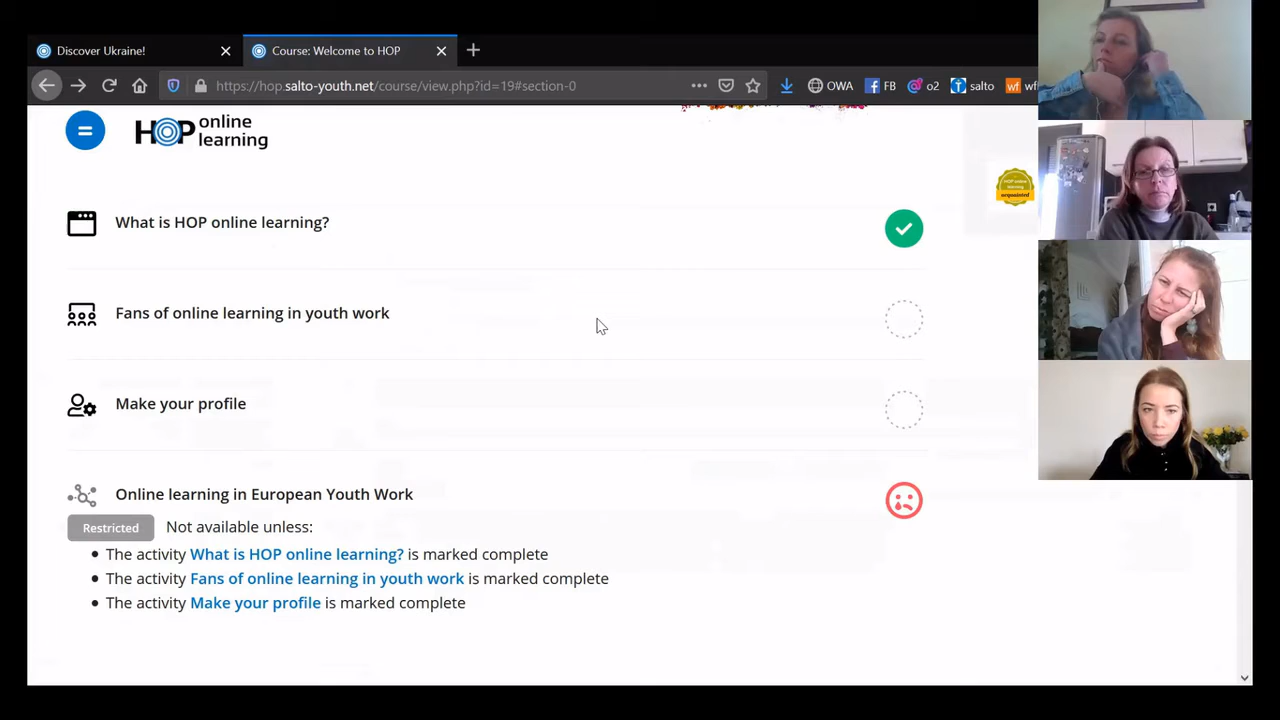 Discover Ukraine!
Course: Welcome to HOP
https://hop.salto-youth.net/course/view.php?id=19#section-0
OWA
FB
o2
salto
HOP online learning
HOP online learning acquainted
What is HOP online learning?
Fans of online learning in youth work
Make your profile
Online learning in European Youth Work
Restricted Not available unless:
The activity What is HOP online learning? is marked complete
The activity Fans of online learning in youth work is marked complete
The activity Make your profile is marked complete